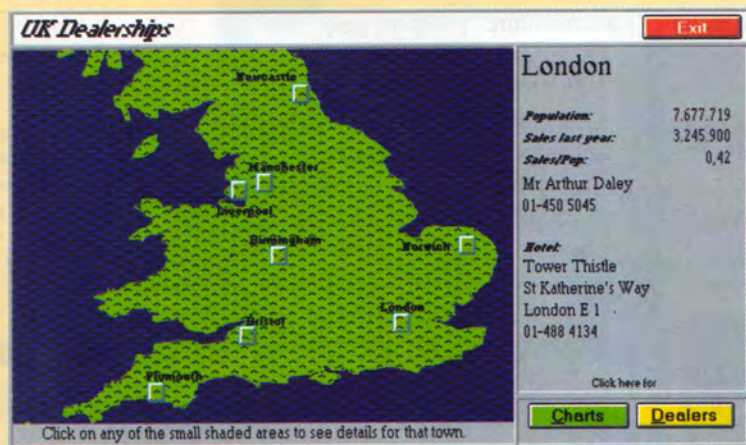 UK Dealerships
Exit
Newcastle
Manchester
Liverpool
Birmingham
Norwich
London
Bristol
Plymouth
Click on any of the small shaded areas to see details for that town.
London
Population: 7.677.719
Sales last year: 3.245.900
Sales/Pop: 0,42
Mr Arthur Daley
01-450 5045
Hotel:
Tower Thistle
St Katherine's Way
London E 1
01-488 4134
Click here for
Charts
Dealers